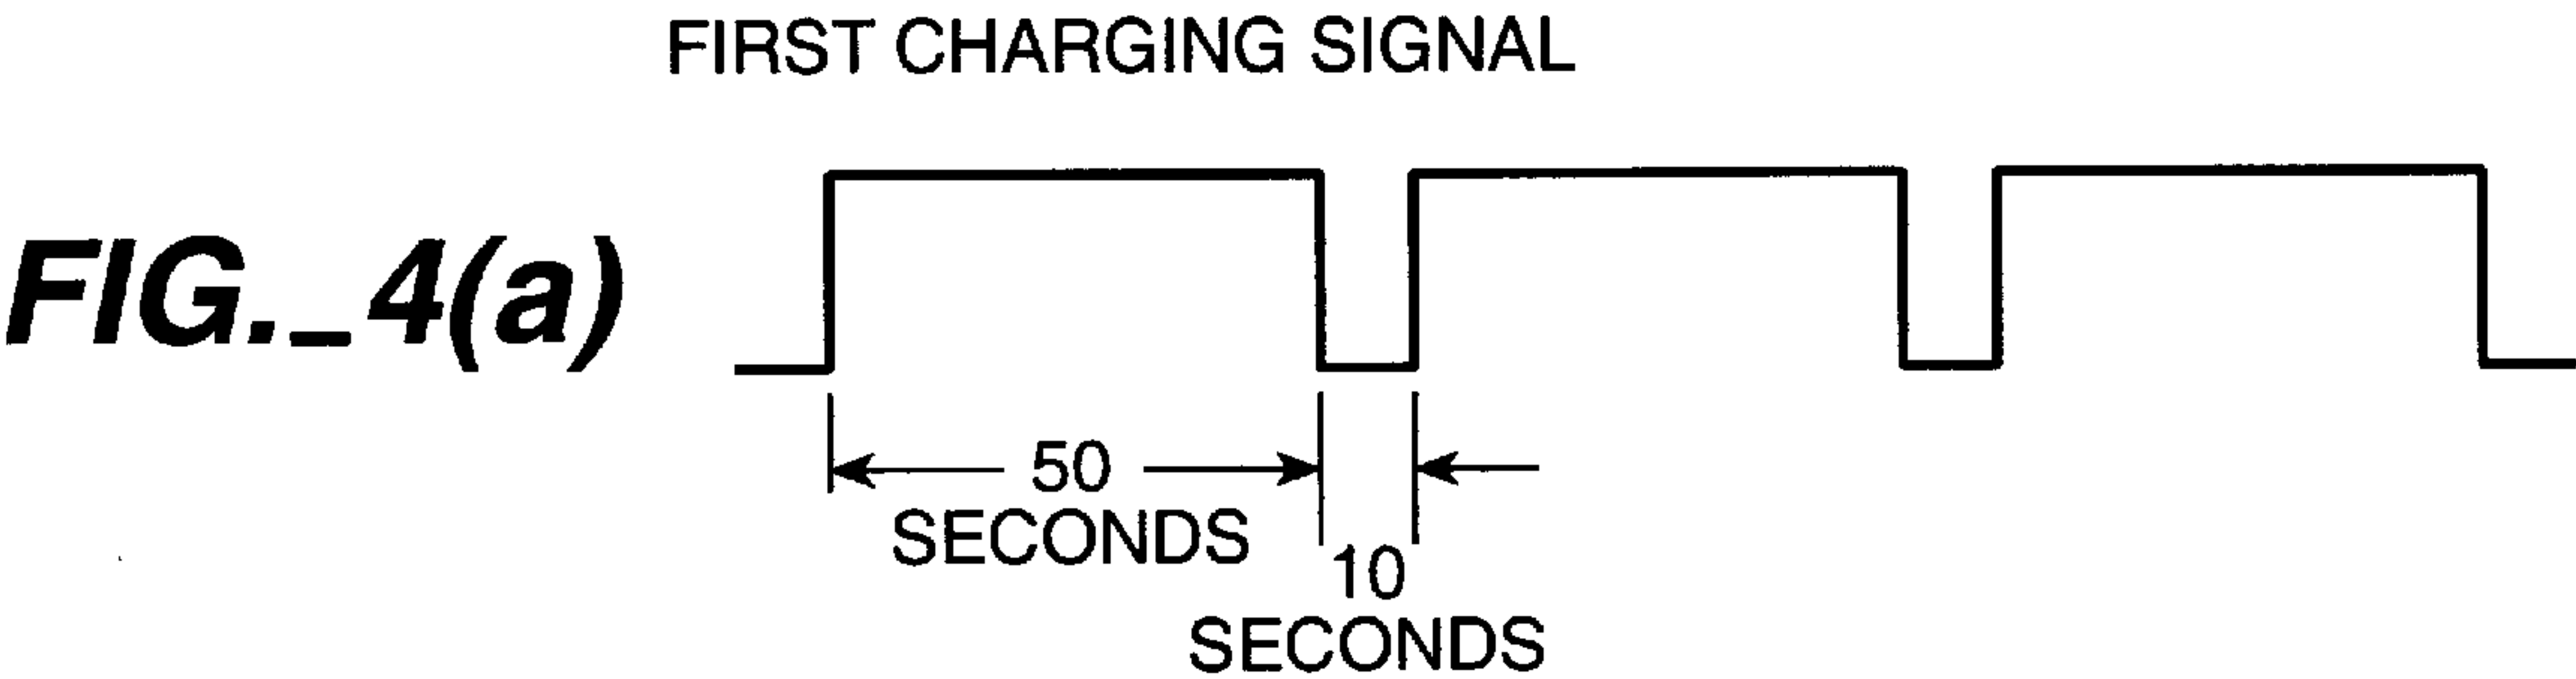 FIRST CHARGING SIGNAL
FIG._4(a)
50
SECONDS
10
SECONDS